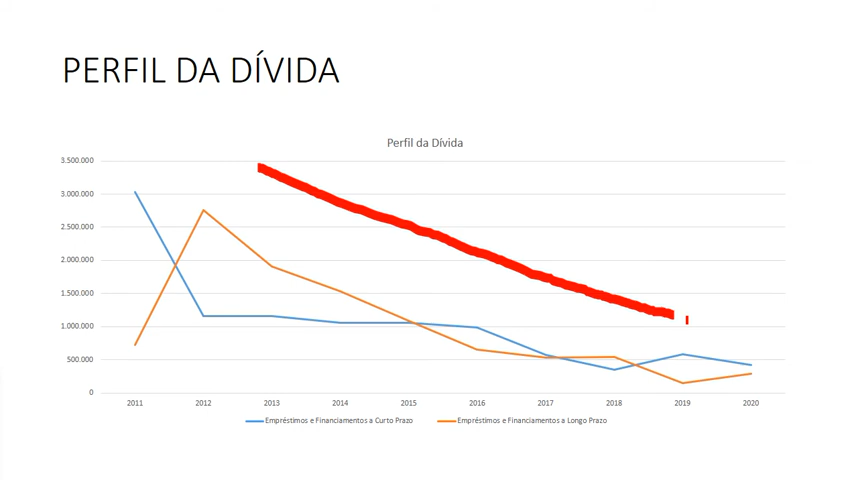 PERFIL DA DÍVIDA
Perfil da Dívida
3.500.000
3.000.000
2.500.000
2.000.000
1.500.000
1.000.000
500.000
0
2011 2012 2013 2014 2015 2016 2017 2018 2019 2020
Empréstimos e Financiamentos a Curto Prazo Empréstimos e Financiamentos a Longo Prazo